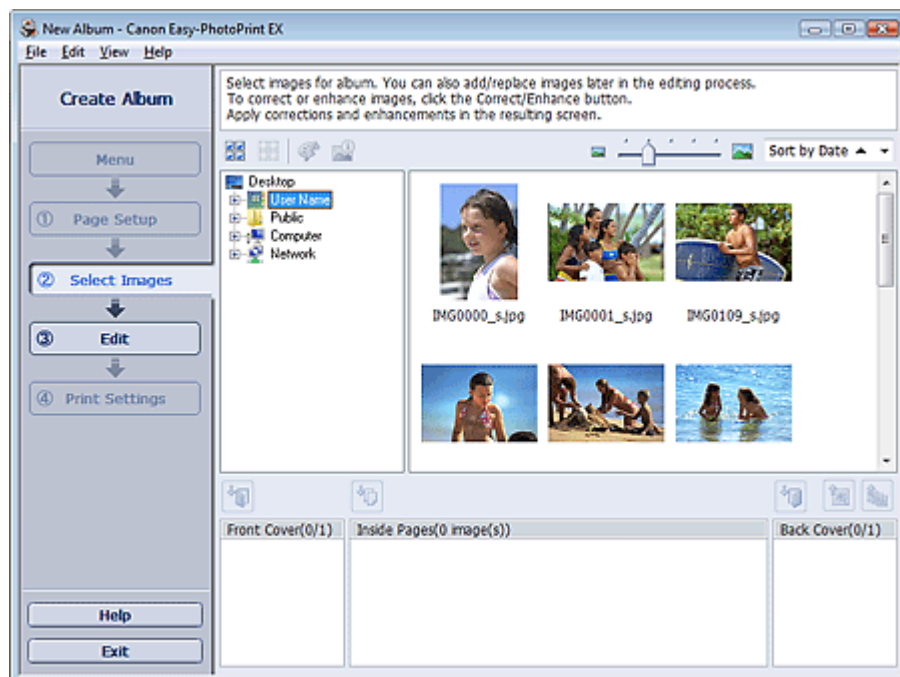 New Album - Canon Easy-PhotoPrint EX
File Edit View Help
Create Album
Select images for album. You can also add/replace images later in the editing process.
To correct or enhance images, click the Correct/Enhance button.
Apply corrections and enhancements in the resulting screen.
Menu
① Page Setup
② Select Images
③ Edit
④ Print Settings
Help
Exit
Sort by Date
Desktop
User Name
Public
Computer
Network
IMG0000_s.jpg IMG0001_s.jpg IMG0109_s.jpg
Front Cover(0/1) Inside Pages(0 image(s)) Back Cover(0/1)